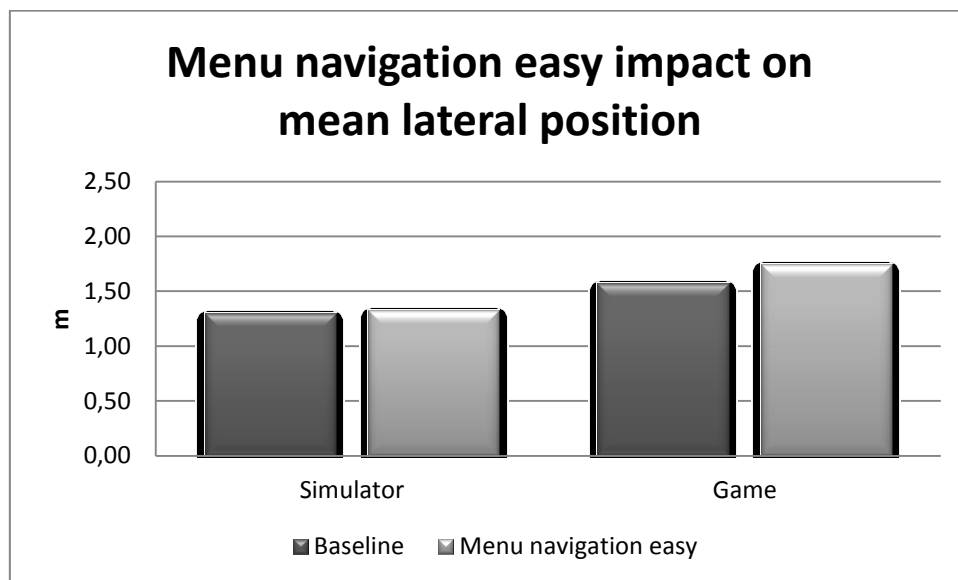 Menu navigation easy impact on
mean lateral position
2,50
2,00
1,50
1,00
0,50
0,00
m
Simulator
Game
Baseline
Menu navigation easy